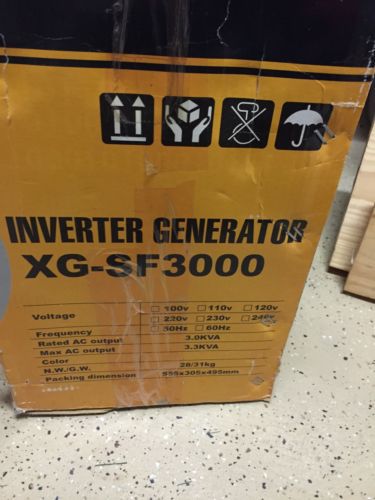 INVERTER GENERATOR
XG-SF3000
Voltage 100v 110v 120v
220v 230v 240v
Frequency 50Hz 60Hz
Rated AC output 3.0KVA
Max AC output 3.3KVA
Color
N.W./G.W. 28/31kg
Packing dimension 555x305x495mm